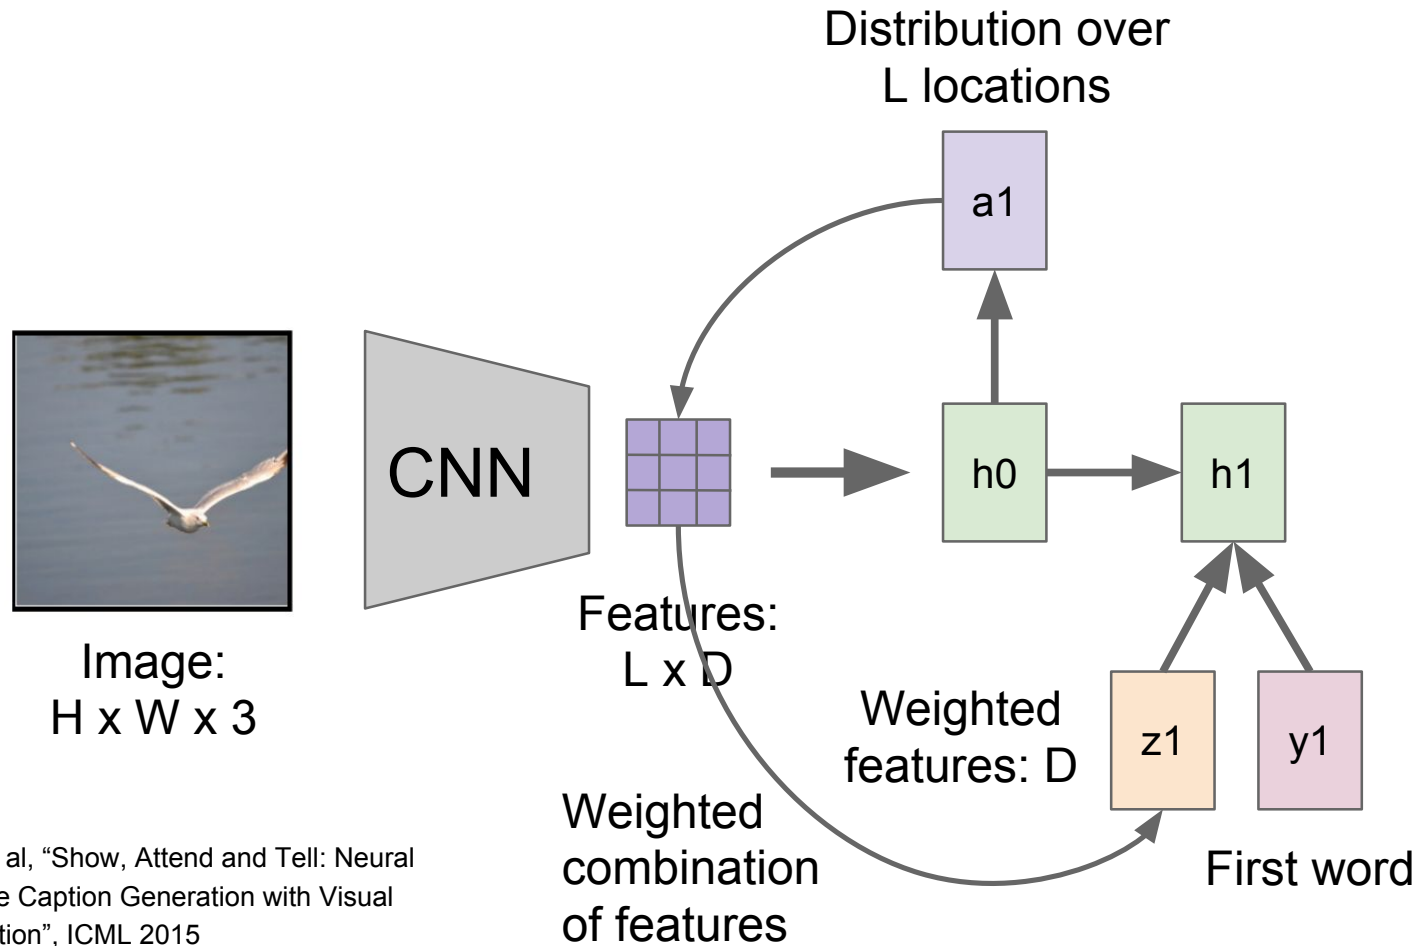 Distribution over
L locations
a1
CNN
h0
h1
Features:
L x D
Image:
H x W x 3
Weighted
features: D
z1
y1
Weighted
combination
of features
First word
al, “Show, Attend and Tell: Neural
Caption Generation with Visual
ICML 2015